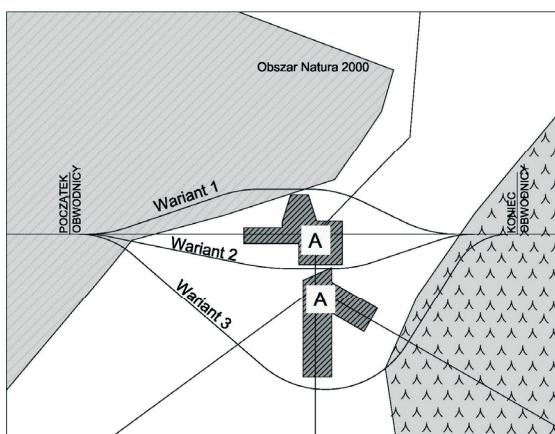 Obszar Natura 2000
POCZĄTEK
OBWODNICY
Wariant 1
KONIEC
OBWODNICY
A
Wariant 2
A
Wariant 3